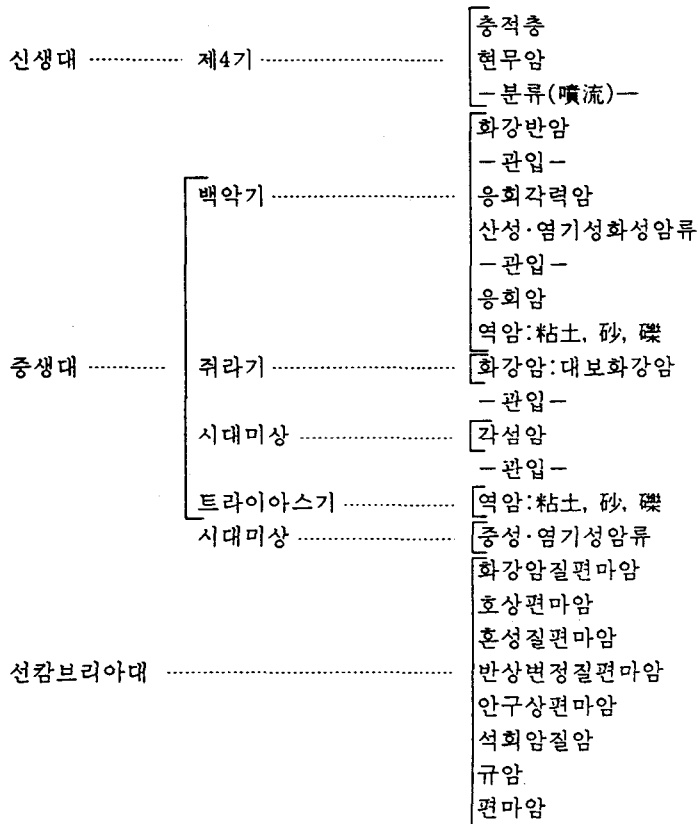 충적층
신생대 제4기 현무암
－분류(噴流)－
화강반암
－관입－
백악기 응회각력암
산성·염기성화성암류
－관입－
응회암
역암:粘土, 砂, 礫
중생대 쥐라기 화강암:대보화강암
－관입－
시대미상 각섬암
－관입－
트라이아스기 역암:粘土, 砂, 礫
시대미상 중성·염기성암류
화강암질편마암
호상편마암
혼성질편마암
선캄브리아대 반상변정질편마암
안구상편마암
석회암질암
규암
편마암